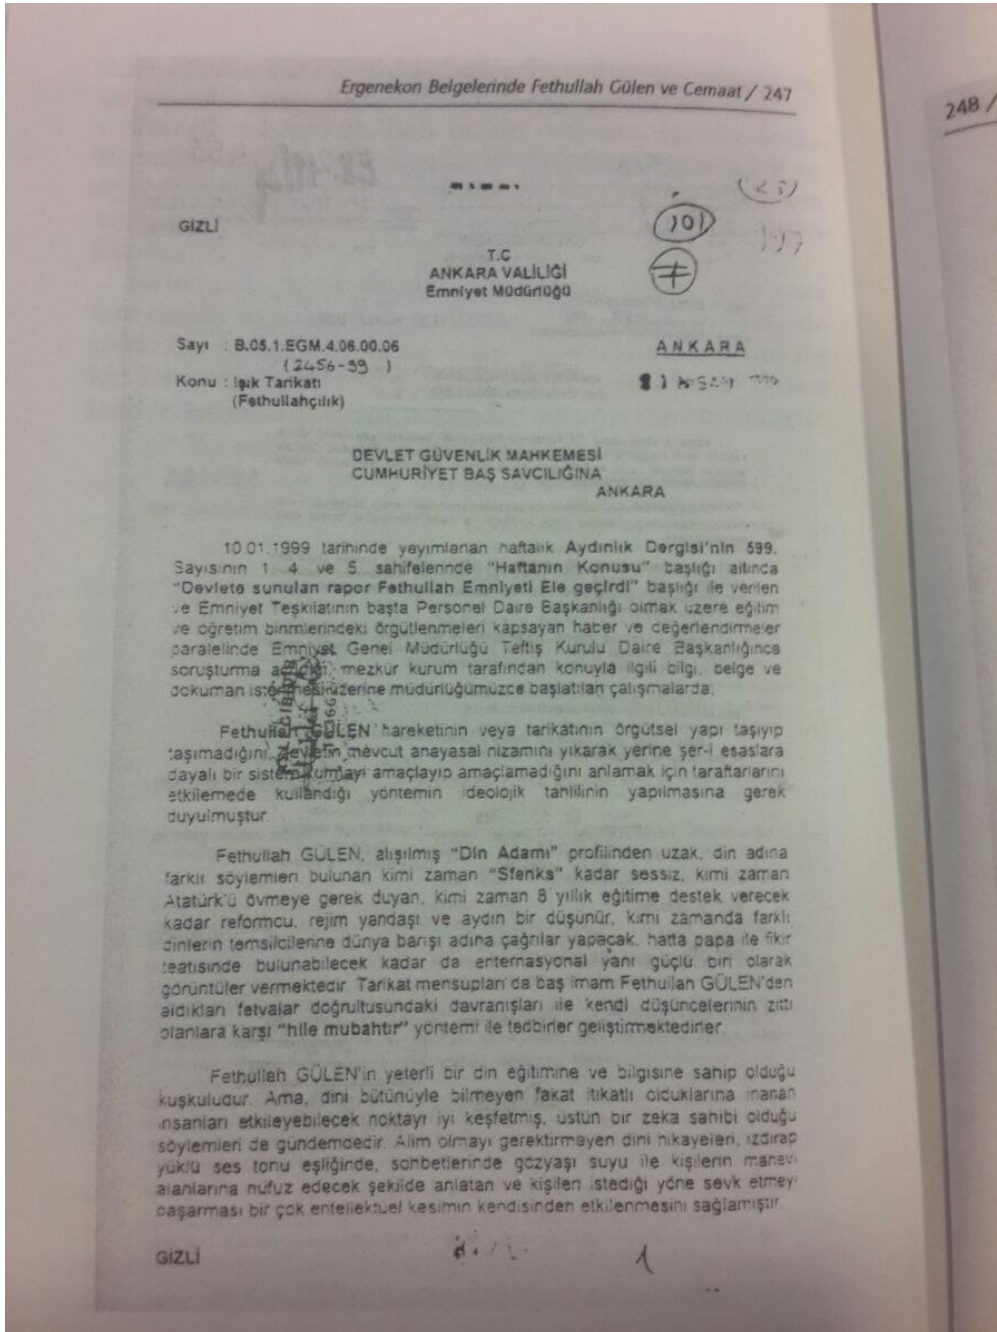 Ergenekon Belgelerinde Fethullah Gülen ve Cemaat / 247
248 /
(25)
GİZLİ
101
T.C
ANKARA VALİLİĞİ
Emniyet Müdürlüğü
Sayı : B.05.1.EGM.4.06.00.06
(2456-99 )
Konu : Işık Tarikatı
(Fethullahçılık)
ANKARA
DEVLET GÜVENLİK MAHKEMESİ
CUMHURİYET BAŞ SAVCILIĞINA
ANKARA
10.01.1999 tarihinde yayımlanan haftalık Aydınlık Dergisi'nin 599.
Sayısının 1. 4. ve 5. sahifelerinde "Haftanın Konusu" başlığı altında
"Devlete sunulan rapor Fethullah Emniyeti Ele geçirdi" başlığı ile verilen
ve Emniyet Teşkilatının başta Personel Daire Başkanlığı olmak üzere eğitim
ve öğretim birimlerindeki örgütlenmeleri kapsayan haber ve değerlendirmeler
paralelinde Emniyet Genel Müdürlüğü Teftiş Kurulu Daire Başkanlığınca
soruşturma mezkür kurum tarafından konuyla ilgili bilgi, belge ve
dokuman üzerine müdürlüğümüzce başlatılan çalışmalarda;
Fethullah GÜLEN hareketinin veya tarikatının örgütsel yapı taşıyıp
taşımadığını, devletin mevcut anayasal nizamını yıkarak yerine şer-i esaslara
dayalı bir sistem kurmayı amaçlayıp amaçlamadığını anlamak için taraftarlarını
etkilemede kullandığı yöntemin ideolojik tahlilinin yapılmasına gerek
duyulmuştur.
Fethullah GÜLEN, alışılmış "Din Adamı" profilinden uzak, din adına
farklı söylemleri bulunan kimi zaman "Sfenks" kadar sessiz, kimi zaman
Atatürk'ü övmeye gerek duyan, kimi zaman 8 yıllık eğitime destek verecek
kadar reformcu, rejim yandaşı ve aydın bir düşünür, kimi zamanda farklı
dinlerin temsilcilerine dünya barışı adına çağrılar yapacak, hatta papa ile fikir
teatisinde bulunabilecek kadar da enternasyonal yanı güçlü biri olarak
görüntüler vermektedir. Tarikat mensupları da baş imam Fethullah GÜLEN'den
aldıkları fetvalar doğrultusundaki davranışları ile kendi düşüncelerinin zıttı
olanlara karşı "hile mubahtır" yöntemi ile tedbirler geliştirmektedirler.
Fethullah GÜLEN'in yeterli bir din eğitimine ve bilgisine sahip olduğu
kuşkuludur. Ama, dini bütünüyle bilmeyen fakat itikatlı olduklarına inanan
insanları etkileyebilecek noktayı iyi keşfetmiş, üstün bir zeka sahibi olduğu
söylemleri de gündemdedir. Alim olmayı gerektirmeyen dini hikayeleri, ızdırap
yüklü ses tonu eşliğinde, sohbetlerinde gözyaşı suyu ile kişilerin manevi
alanlarına nüfuz edecek şekilde anlatan ve kişileri istediği yöne sevk etmeyi
başarması bir çok entellektüel kesimin kendisinden etkilenmesini sağlamıştır.
GİZLİ
1